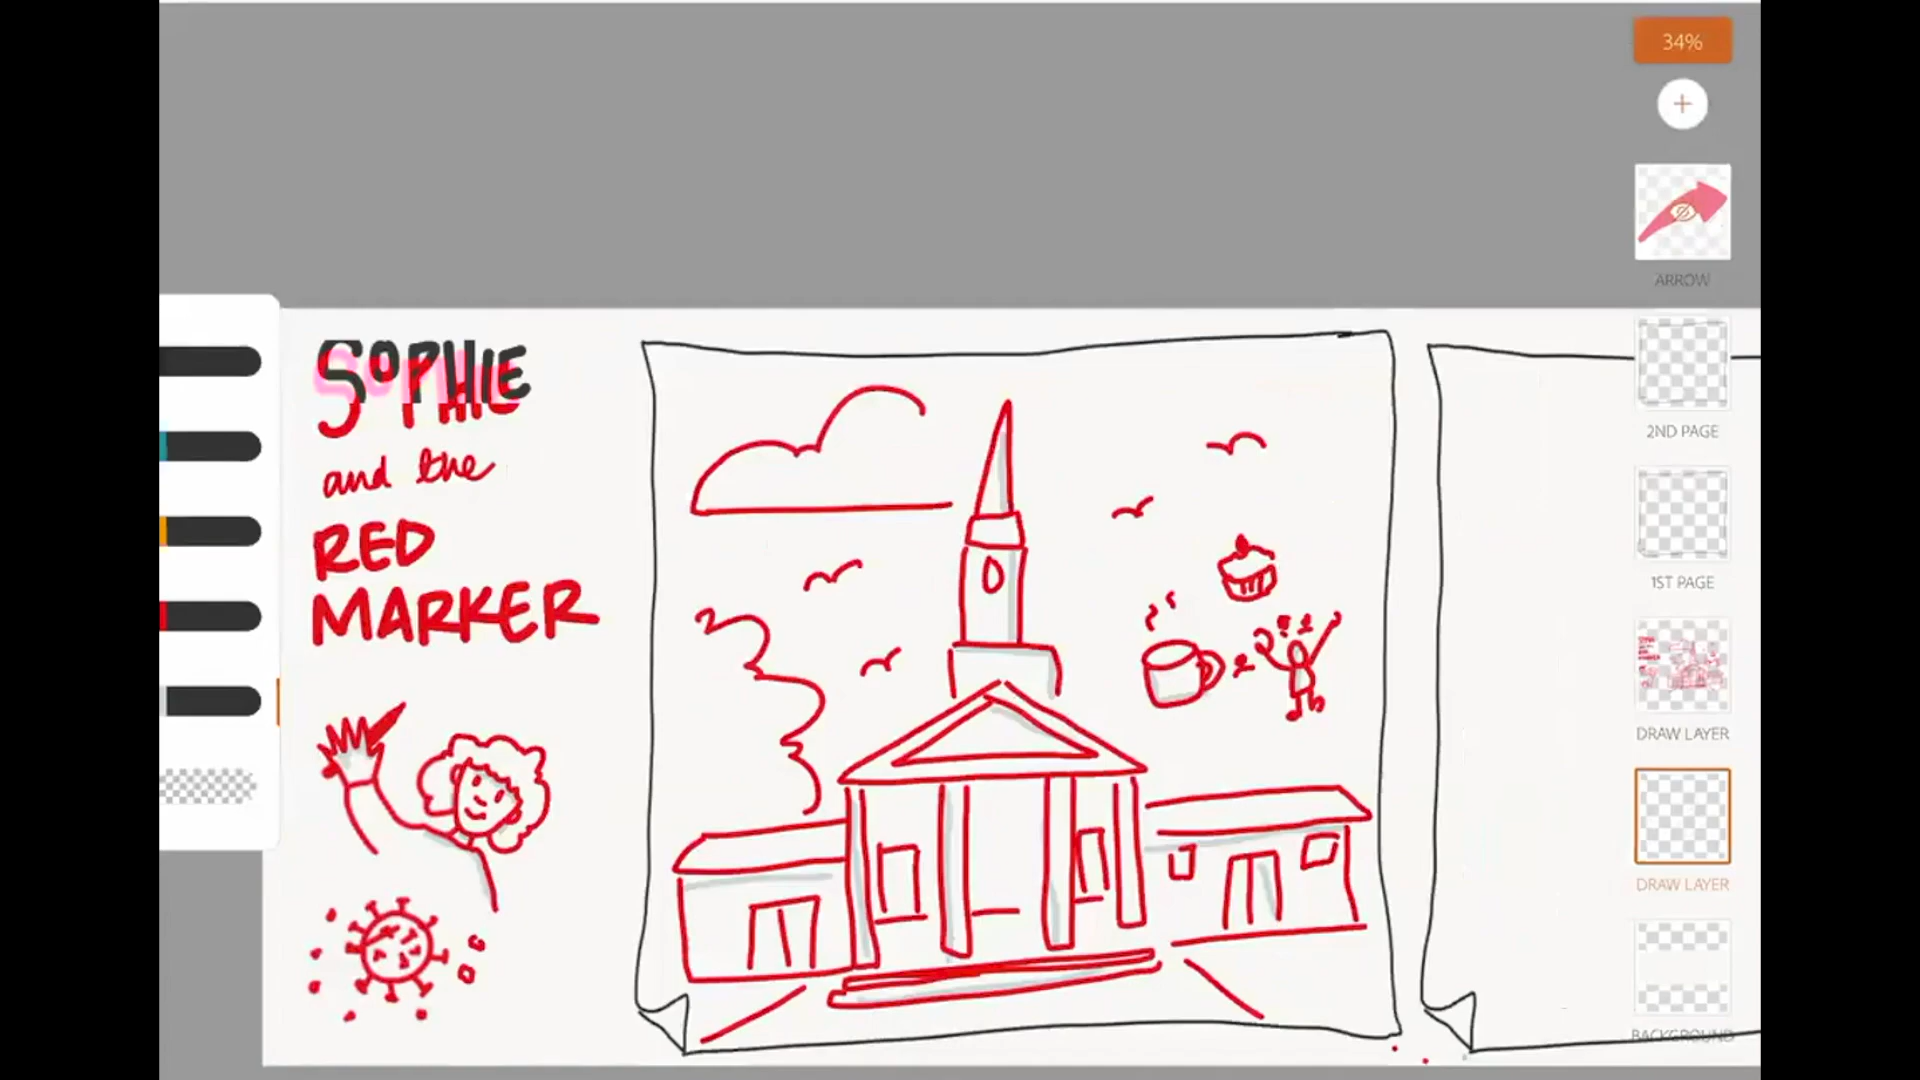 SOPHIE
and the
RED
MARKER
34%
ARROW
2ND PAGE
1ST PAGE
DRAW LAYER
DRAW LAYER
BACKGROUND